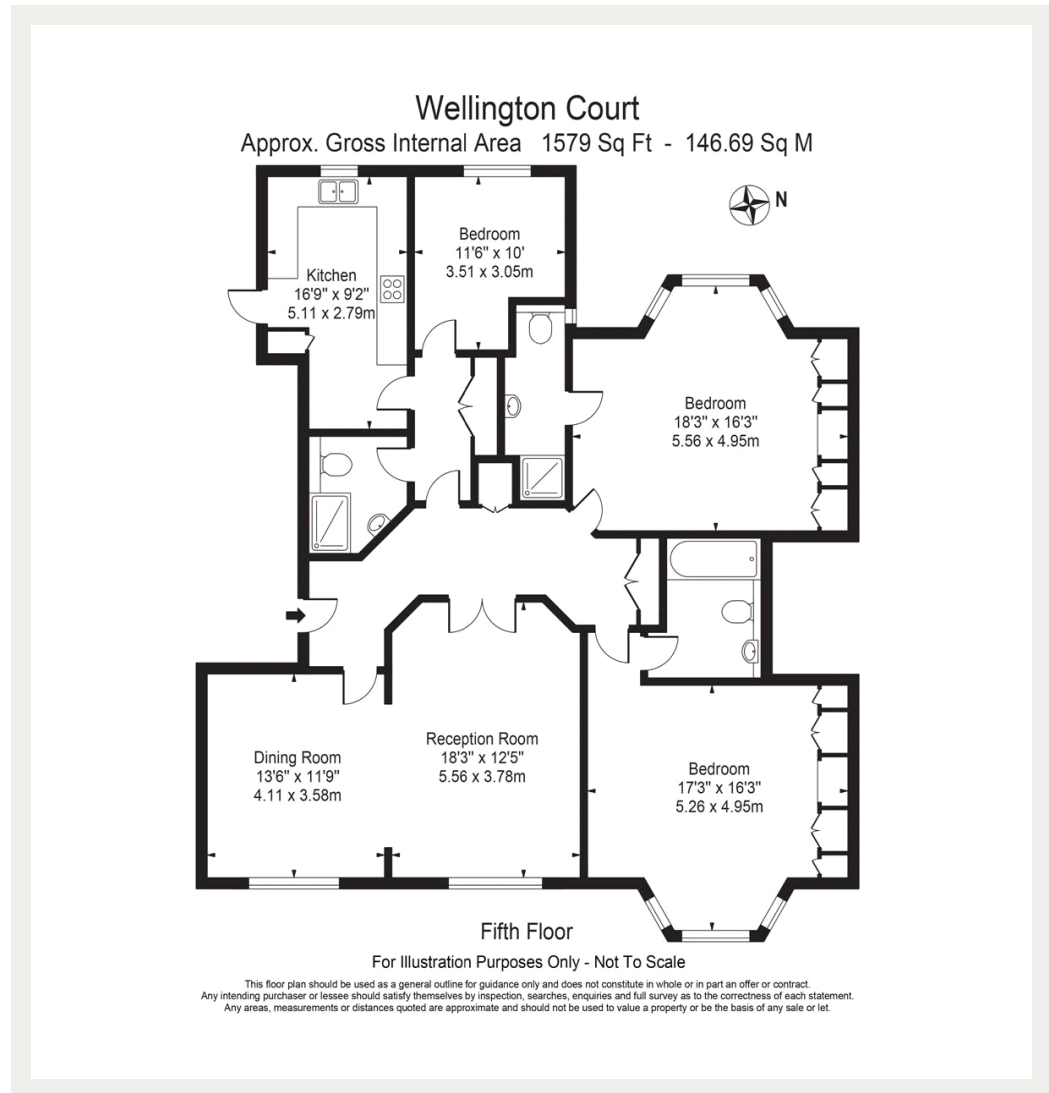 Wellington Court
Approx. Gross Internal Area 1579 Sq Ft - 146.69 Sq M
N
Bedroom
11'6" x 10'
3.51 x 3.05m
Kitchen
16'9" x 9'2"
5.11 x 2.79m
Bedroom
18'3" x 16'3"
5.56 x 4.95m
Dining Room
13'6" x 11'9"
4.11 x 3.58m
Reception Room
18'3" x 12'5"
5.56 x 3.78m
Bedroom
17'3" x 16'3"
5.26 x 4.95m
Fifth Floor
For Illustration Purposes Only - Not To Scale
This floor plan should be used as a general outline for guidance only and does not constitute in whole or in part an offer or contract.
Any intending purchaser or lessee should satisfy themselves by inspection, searches, enquiries and full survey as to the correctness of each statement.
Any areas, measurements or distances quoted are approximate and should not be used to value a property or be the basis of any sale or let.